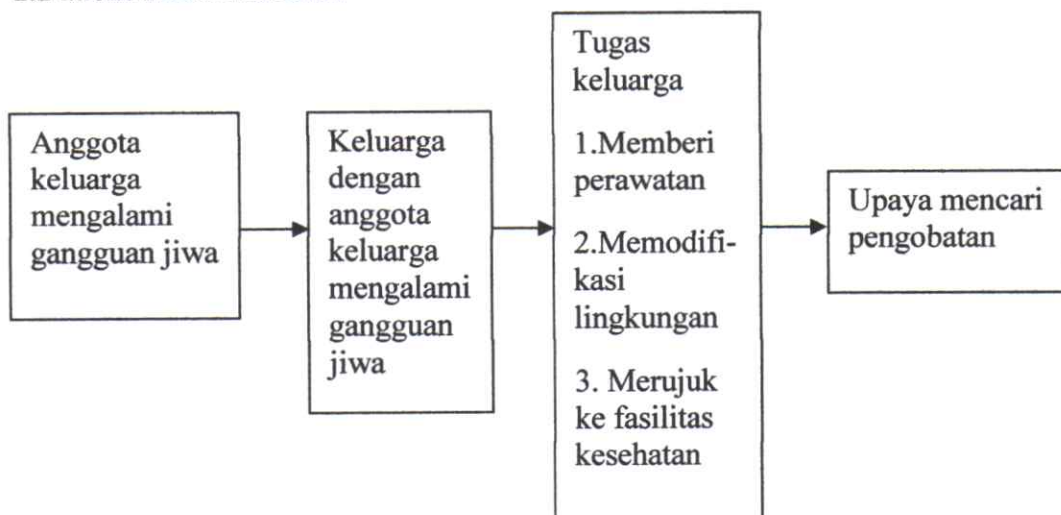 Anggota
keluarga
mengalami
gangguan jiwa
Keluarga
dengan
anggota
keluarga
mengalami
gangguan
jiwa
Tugas
keluarga
1.Memberi
perawatan
2.Memodifi-
kasi
lingkungan
3. Merujuk
ke fasilitas
kesehatan
Upaya mencari
pengobatan